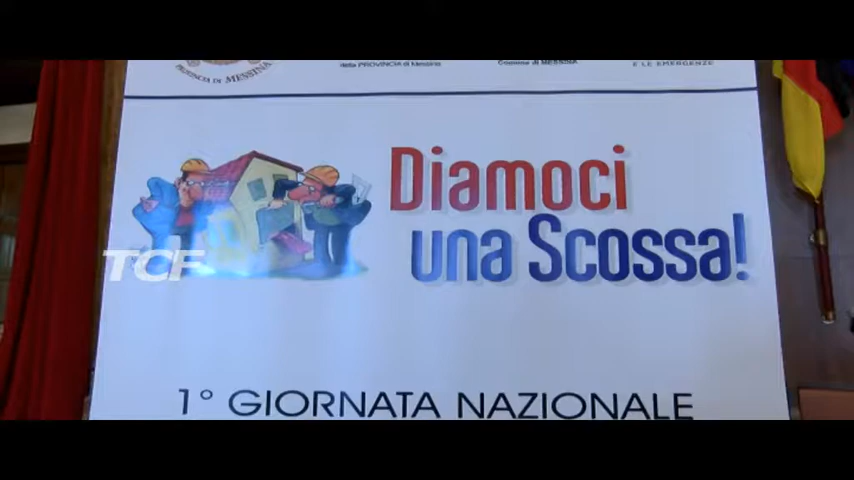 PROVINCIA DI MESSINA
della PROVINCIA di Messina
Comune di MESSINA
E LE EMERGENZE
Diamoci
una Scossa!
TCF
1° GIORNATA NAZIONALE